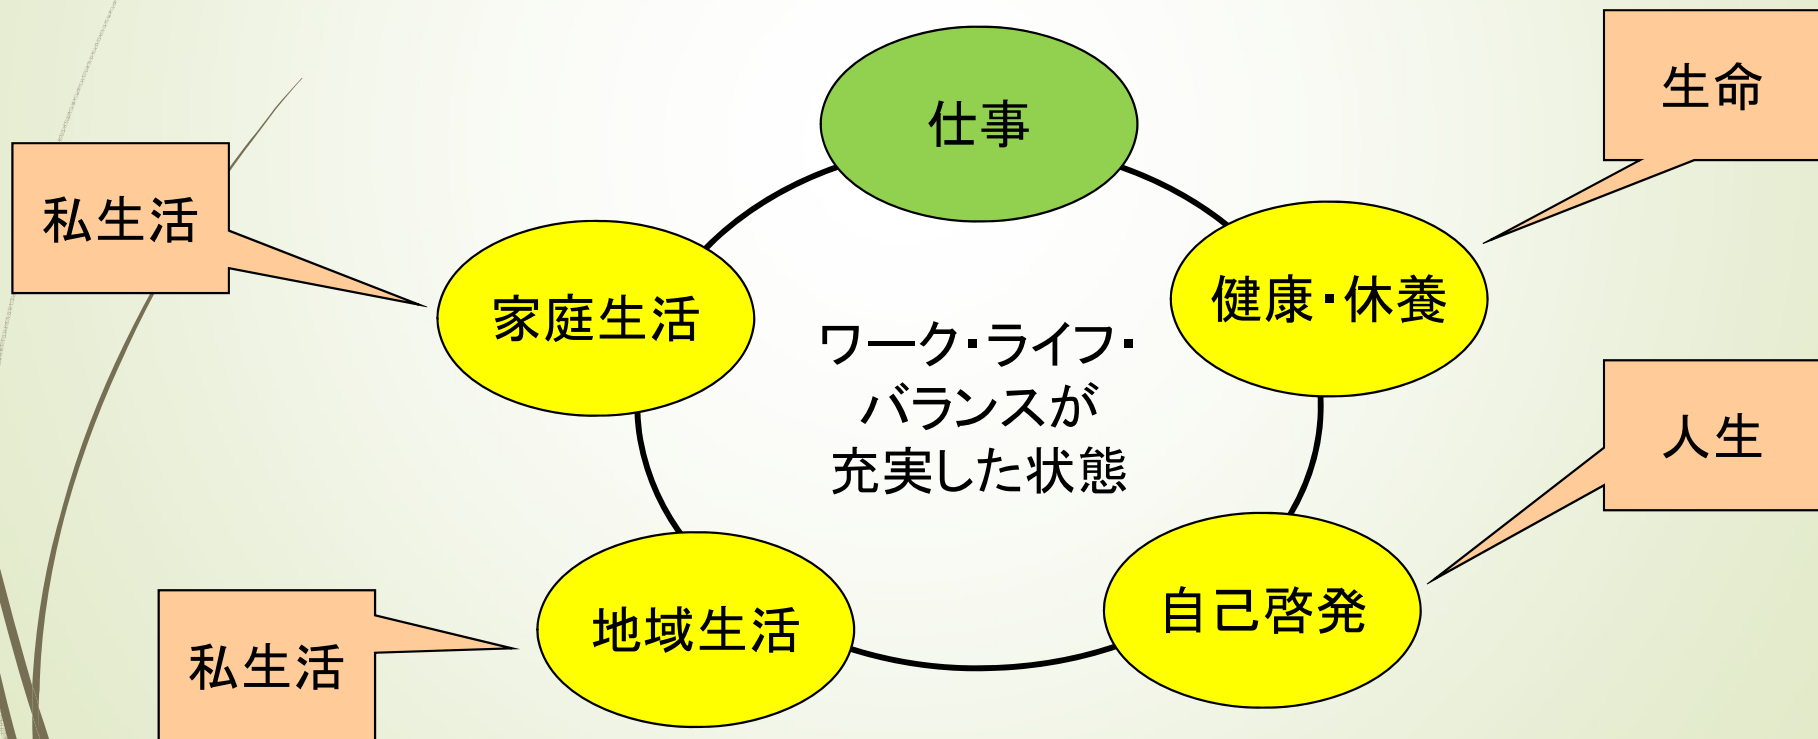 仕事
生命
私生活
家庭生活
健康・休養
ワーク・ライフ・
バランスが
充実した状態
人生
地域生活
自己啓発
私生活